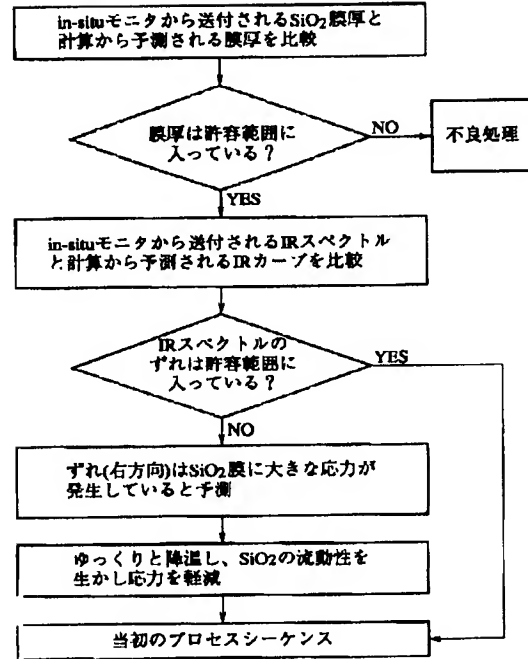 in-situモニタから送付されるSiO2膜厚と
計算から予測される膜厚を比較
膜厚は許容範囲に
入っている？
NO
不良処理
YES
in-situモニタから送付されるIRスペクトル
と計算から予測されるIRカーブを比較
IRスペクトルの
ずれは許容範囲に
入っている？
YES
NO
ずれ(右方向)はSiO2膜に大きな応力が
発生していると予測
ゆっくりと降温し、SiO2の流動性を
生かし応力を軽減
当初のプロセスシーケンス